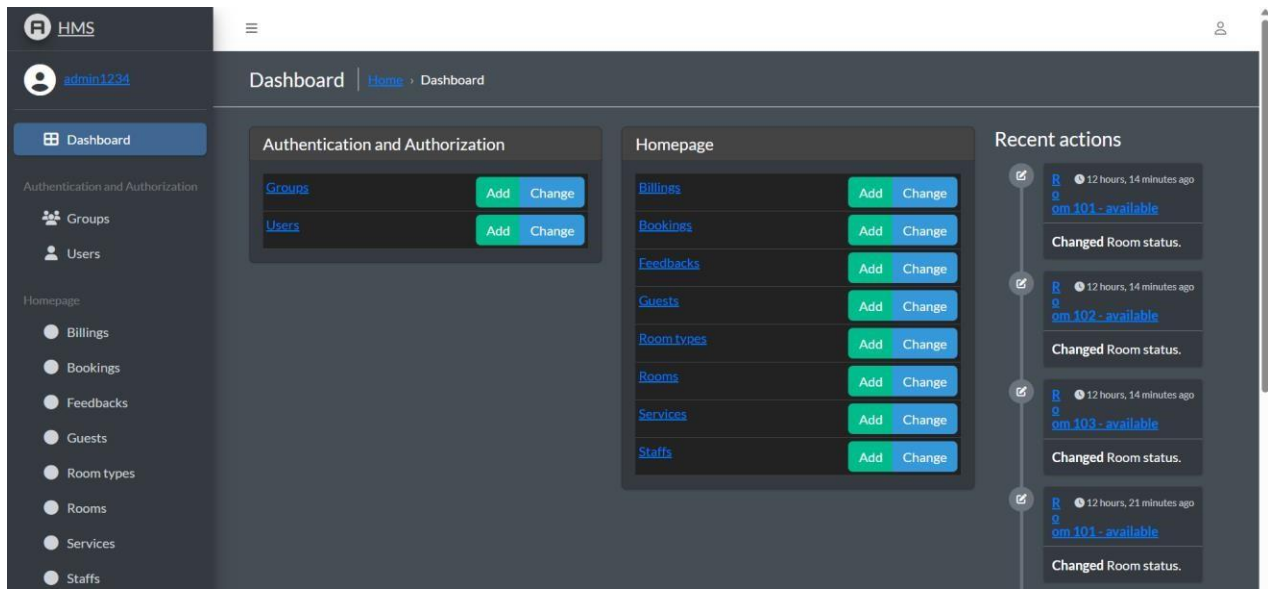 HMS
admin1234
Dashboard
Home › Dashboard
Dashboard
Authentication and Authorization
Groups
Users
Homepage
Billings
Bookings
Feedbacks
Guests
Room types
Rooms
Services
Staffs
Authentication and Authorization
Groups Add Change
Users Add Change
Homepage
Billings Add Change
Bookings Add Change
Feedbacks Add Change
Guests Add Change
Room types Add Change
Rooms Add Change
Services Add Change
Staffs Add Change
Recent actions
R 12 hours, 14 minutes ago
o
om 101 - available
Changed Room status.
R 12 hours, 14 minutes ago
o
om 102 - available
Changed Room status.
R 12 hours, 14 minutes ago
o
om 103 - available
Changed Room status.
R 12 hours, 21 minutes ago
o
om 101 - available
Changed Room status.